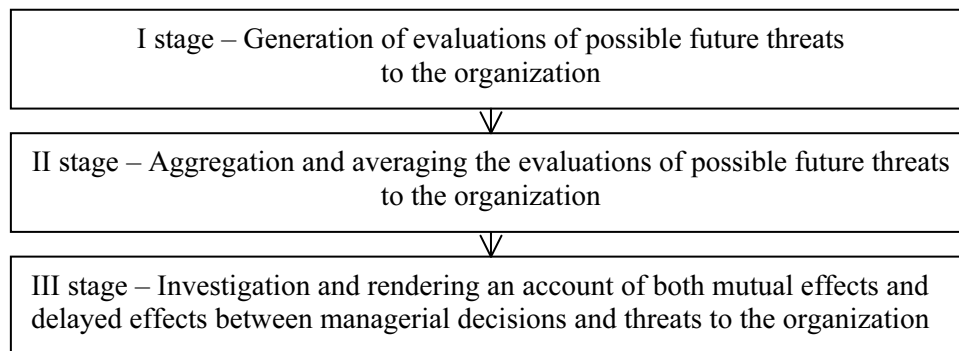 I stage – Generation of evaluations of possible future threats
to the organization
II stage – Aggregation and averaging the evaluations of possible future threats
to the organization
III stage – Investigation and rendering an account of both mutual effects and
delayed effects between managerial decisions and threats to the organization